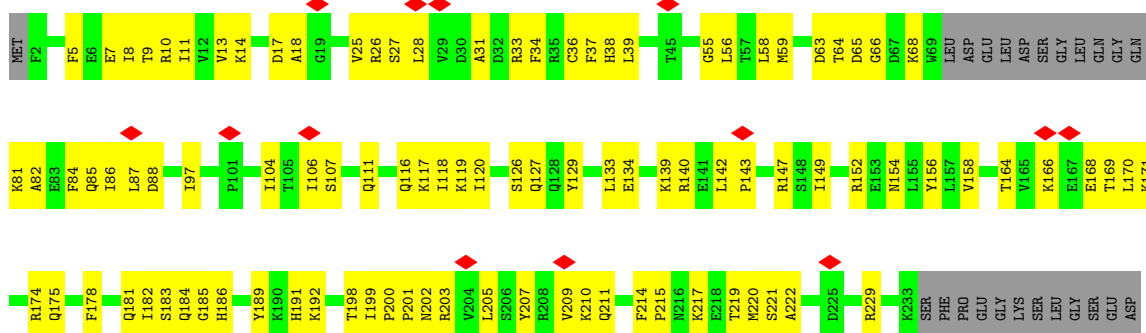 MET F2 F5 E6 E7 I8 T9 R10 I11 V12 V13 K14 D17 A18 G19 V25 R26 S27 L28 V29 D30 A31 D32 R33 F34 R35 C36 F37 H38 L39 T45 G55 L56 T57 L58 M59 D63 T64 D65 G66 D67 K68 W69 LEU ASP GLU LEU ASP SER GLY LEU GLN GLY GLN
K81 A82 E83 F84 Q85 I86 L87 D88 I97 P101 I104 T105 I106 S107 Q111 Q116 K117 I118 K119 I120 S126 Q127 Q128 Y129 L133 E134 K139 R140 E141 L142 P143 R147 S148 I149 R152 E153 N154 L155 Y156 L157 V158 T164 V165 K166 E167 E168 T169 L170 K171
R174 Q175 F178 Q181 I182 S183 Q184 G185 H186 Y189 K190 H191 K192 T198 I199 P200 P201 N202 R203 V204 L205 S206 Y207 R208 V209 K210 Q211 F214 P215 N216 K217 E218 T219 M220 S221 A222 D225 R229 K233 SER PHE PRO GLU GLY LYS SER LEU GLY SER GLU ASP